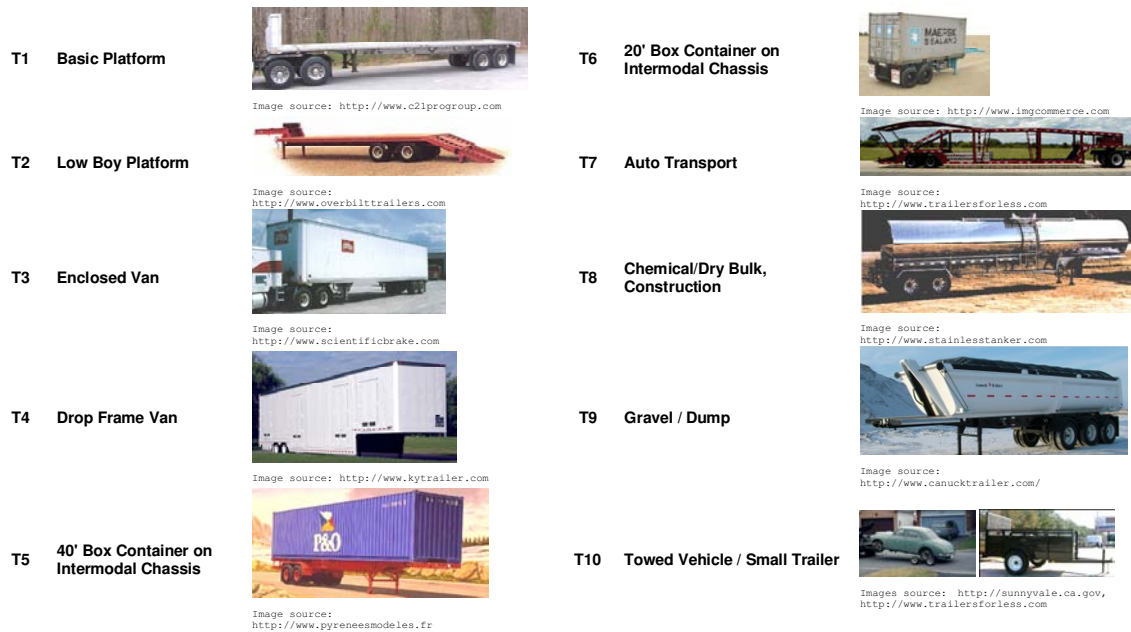 T1 Basic Platform
Image source: http://www.c21progroup.com
T2 Low Boy Platform
Image source:
http://www.overbilttrailers.com
T3 Enclosed Van
Image source:
http://www.scientificbrake.com
T4 Drop Frame Van
Image source: http://www.kytrailer.com
T5 40' Box Container on
Intermodal Chassis
P&O
Image source:
http://www.pyreneesmodeles.fr
T6 20' Box Container on
Intermodal Chassis
MAERSK
SEALAND
Image source: http://www.imgcommerce.com
T7 Auto Transport
Image source:
http://www.trailersforless.com
T8 Chemical/Dry Bulk,
Construction
Image source:
http://www.stainlesstanker.com
T9 Gravel / Dump
Image source:
http://www.canucktrailer.com/
T10 Towed Vehicle / Small Trailer
Images source: http://sunnyvale.ca.gov,
http://www.trailersforless.com